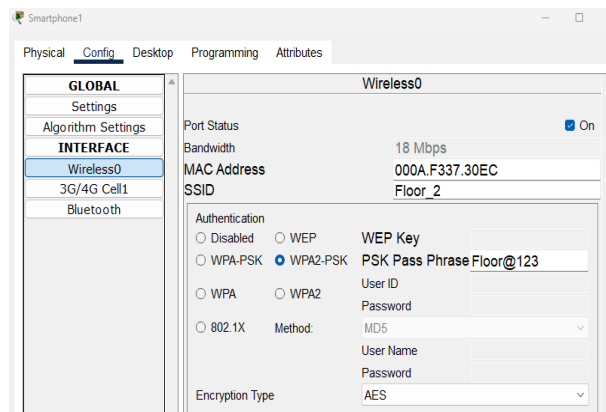 Smartphone1
Physical Config Desktop Programming Attributes
GLOBAL
Settings
Algorithm Settings
INTERFACE
Wireless0
3G/4G Cell1
Bluetooth
Wireless0
Port Status On
Bandwidth 18 Mbps
MAC Address 000A.F337.30EC
SSID Floor_2
Authentication
Disabled WEP WEP Key
WPA-PSK WPA2-PSK PSK Pass Phrase Floor@123
User ID
WPA WPA2
Password
802.1X Method: MD5
User Name
Password
Encryption Type AES